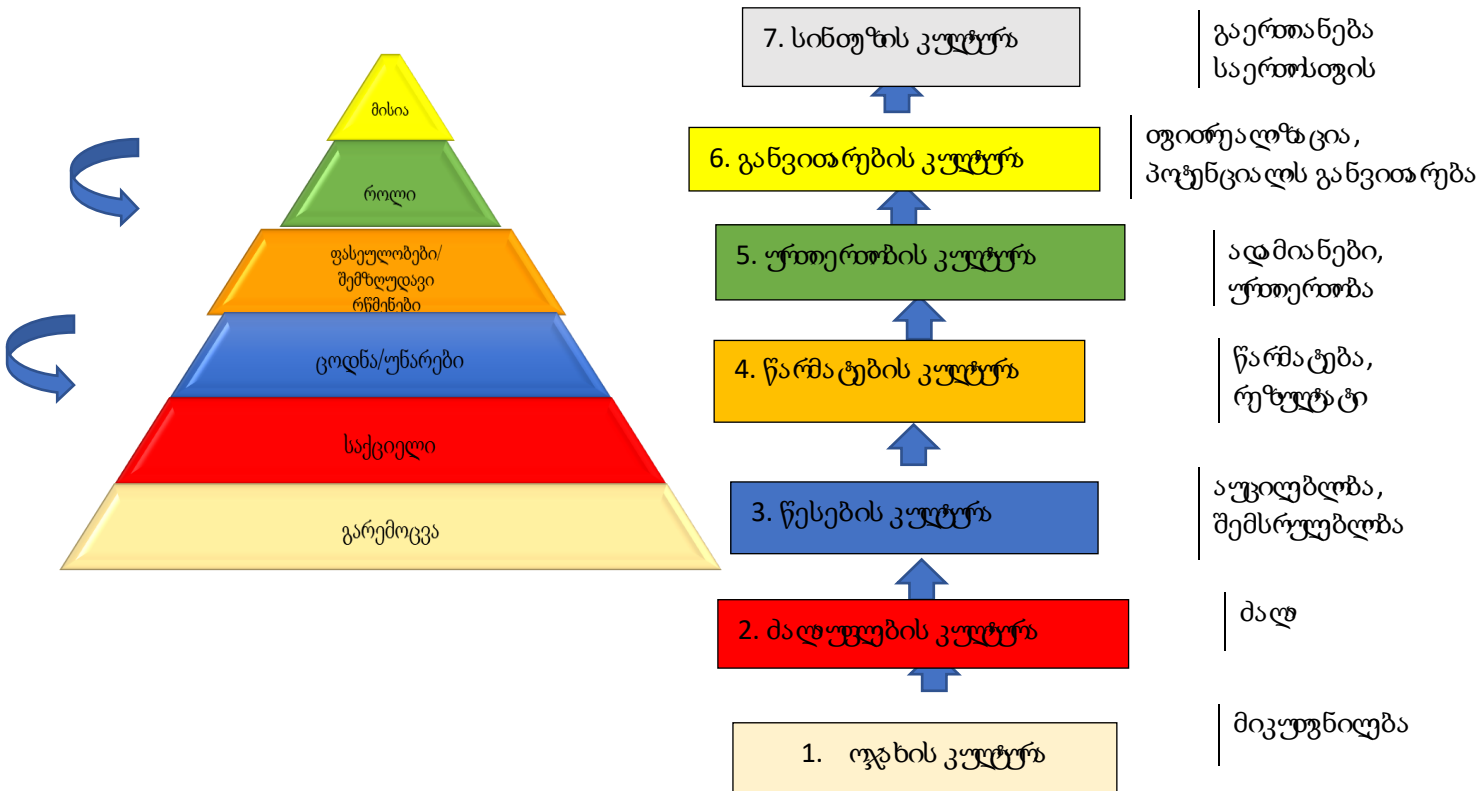 მისია
როლი
ფასეულობები/
შემზღუდავი
რწმენები
ცოდნა/უნარები
საქციელი
გარემოცვა
7. სინთეზის კულტურა
გაერთიანება
საერთოსთვის
6. განვითარების კულტურა
თვითრეალიზაცია,
პოტენციალის განვითარება
5. ურთიერთობის კულტურა
ადამიანები,
ურთიერთობა
4. წარმატების კულტურა
წარმატება,
რეზულტატი
3. წესების კულტურა
აუცილებლობა,
შემსრულებლობა
2. ძალაუფლების კულტურა
ძალა
1. ოჯახის კულტურა
მიკუთვნილება